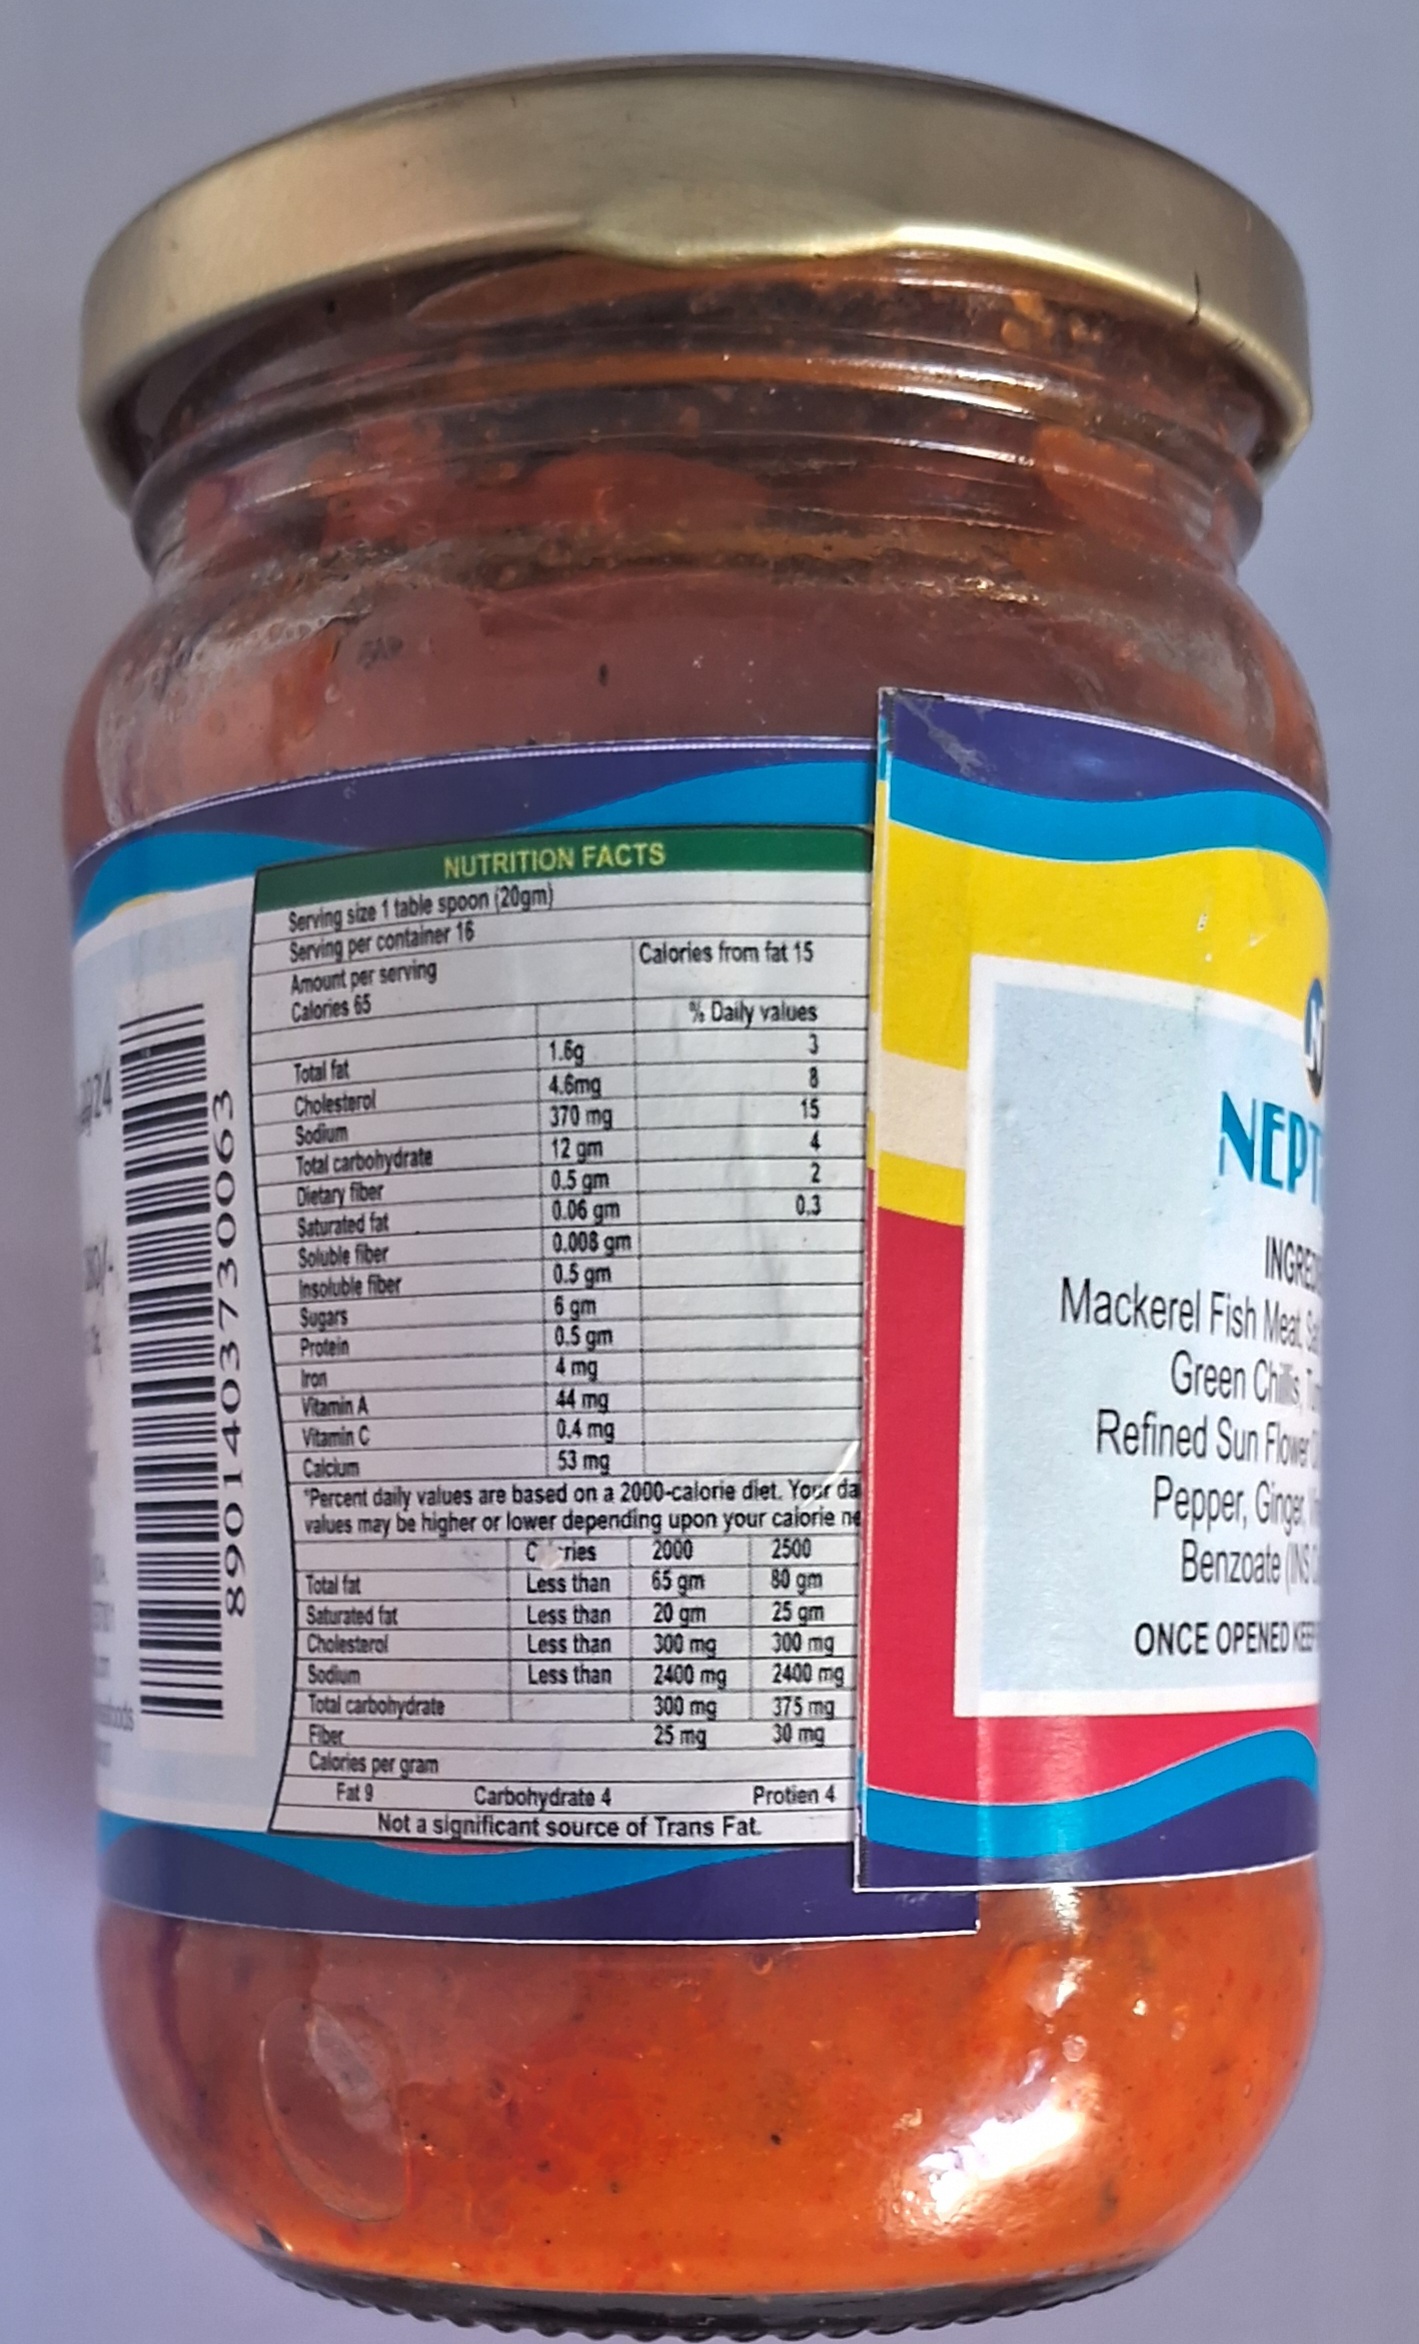 NUTRITION FACTS
Serving size 1 table spoon (20gm)
Serving per container 16
Amount per serving
Calories 65 Calories from fat 15
% Daily values
Total fat 1.6g 3
Cholesterol 4.6mg 8
Sodium 370 mg 15
Total carbohydrate 12 gm 4
Dietary fiber 0.5 gm 2
Saturated fat 0.06 gm 0.3
Soluble fiber 0.008 gm
Insoluble fiber 0.5 gm
Sugars 6 gm
Protein 0.5 gm
Iron 4 mg
Vitamin A 44 mg
Vitamin C 0.4 mg
Calcium 53 mg
*Percent daily values are based on a 2000-calorie diet. Your
values may be higher or lower depending upon your calorie
2000 2500
Total fat Less than 65 gm 80 gm
Saturated fat Less than 20 gm 25 gm
Cholesterol Less than 300 mg 300 mg
Sodium Less than 2400 mg 2400 mg
Total carbohydrate 300 mg 375 mg
Fiber 25 mg 30 mg
Calories per gram
Fat 9 Carbohydrate 4 Protien 4
Not a significant source of Trans Fat.
8901403730063
NEPT
INGRED
Mackerel Fish Meat,
Green Chillis,
Refined Sun Flower
Pepper, Ginger,
Benzoate (INS
ONCE OPENED KEEP